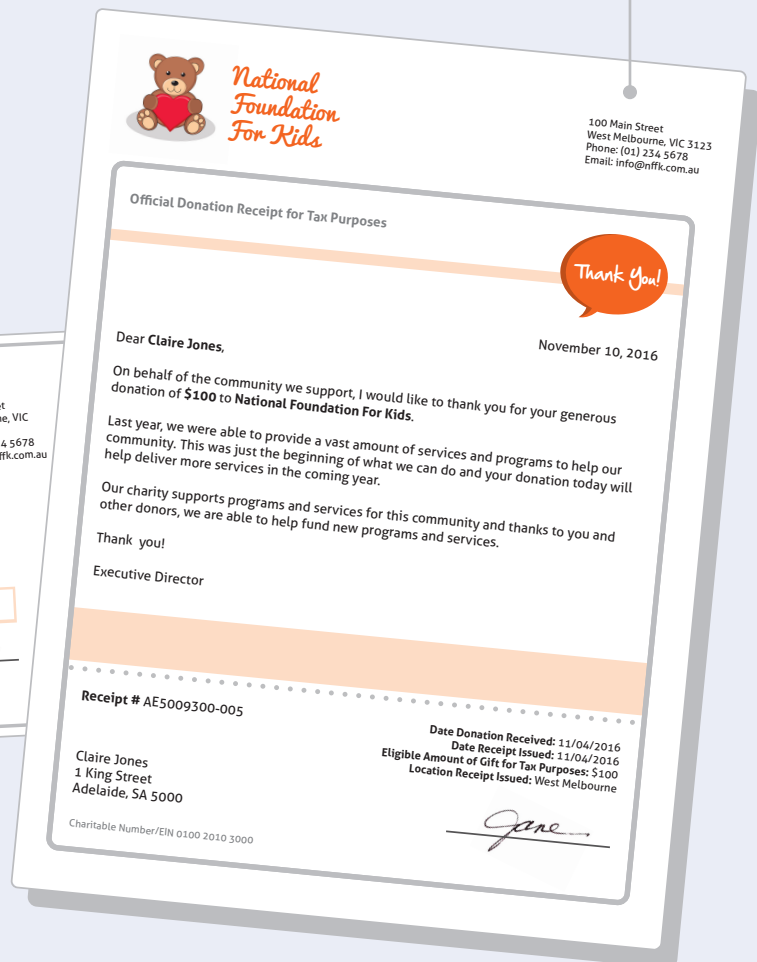 National
Foundation
For Kids
100 Main Street
West Melbourne, VIC 3123
Phone: (01) 234 5678
Email: info@nffk.com.au
Official Donation Receipt for Tax Purposes
Thank You!
November 10, 2016
Dear Claire Jones,
On behalf of the community we support, I would like to thank you for your generous
donation of $100 to National Foundation For Kids.
Last year, we were able to provide a vast amount of services and programs to help our
community. This was just the beginning of what we can do and your donation today will
help deliver more services in the coming year.
Our charity supports programs and services for this community and thanks to you and
other donors, we are able to help fund new programs and services.
Thank you!
Executive Director
Receipt # AE5009300-005
Date Donation Received: 11/04/2016
Date Receipt Issued: 11/04/2016
Eligible Amount of Gift for Tax Purposes: $100
Location Receipt Issued: West Melbourne
Claire Jones
1 King Street
Adelaide, SA 5000
Jane
Charitable Number/EIN 0100 2010 3000
VIC
5678
.com.au